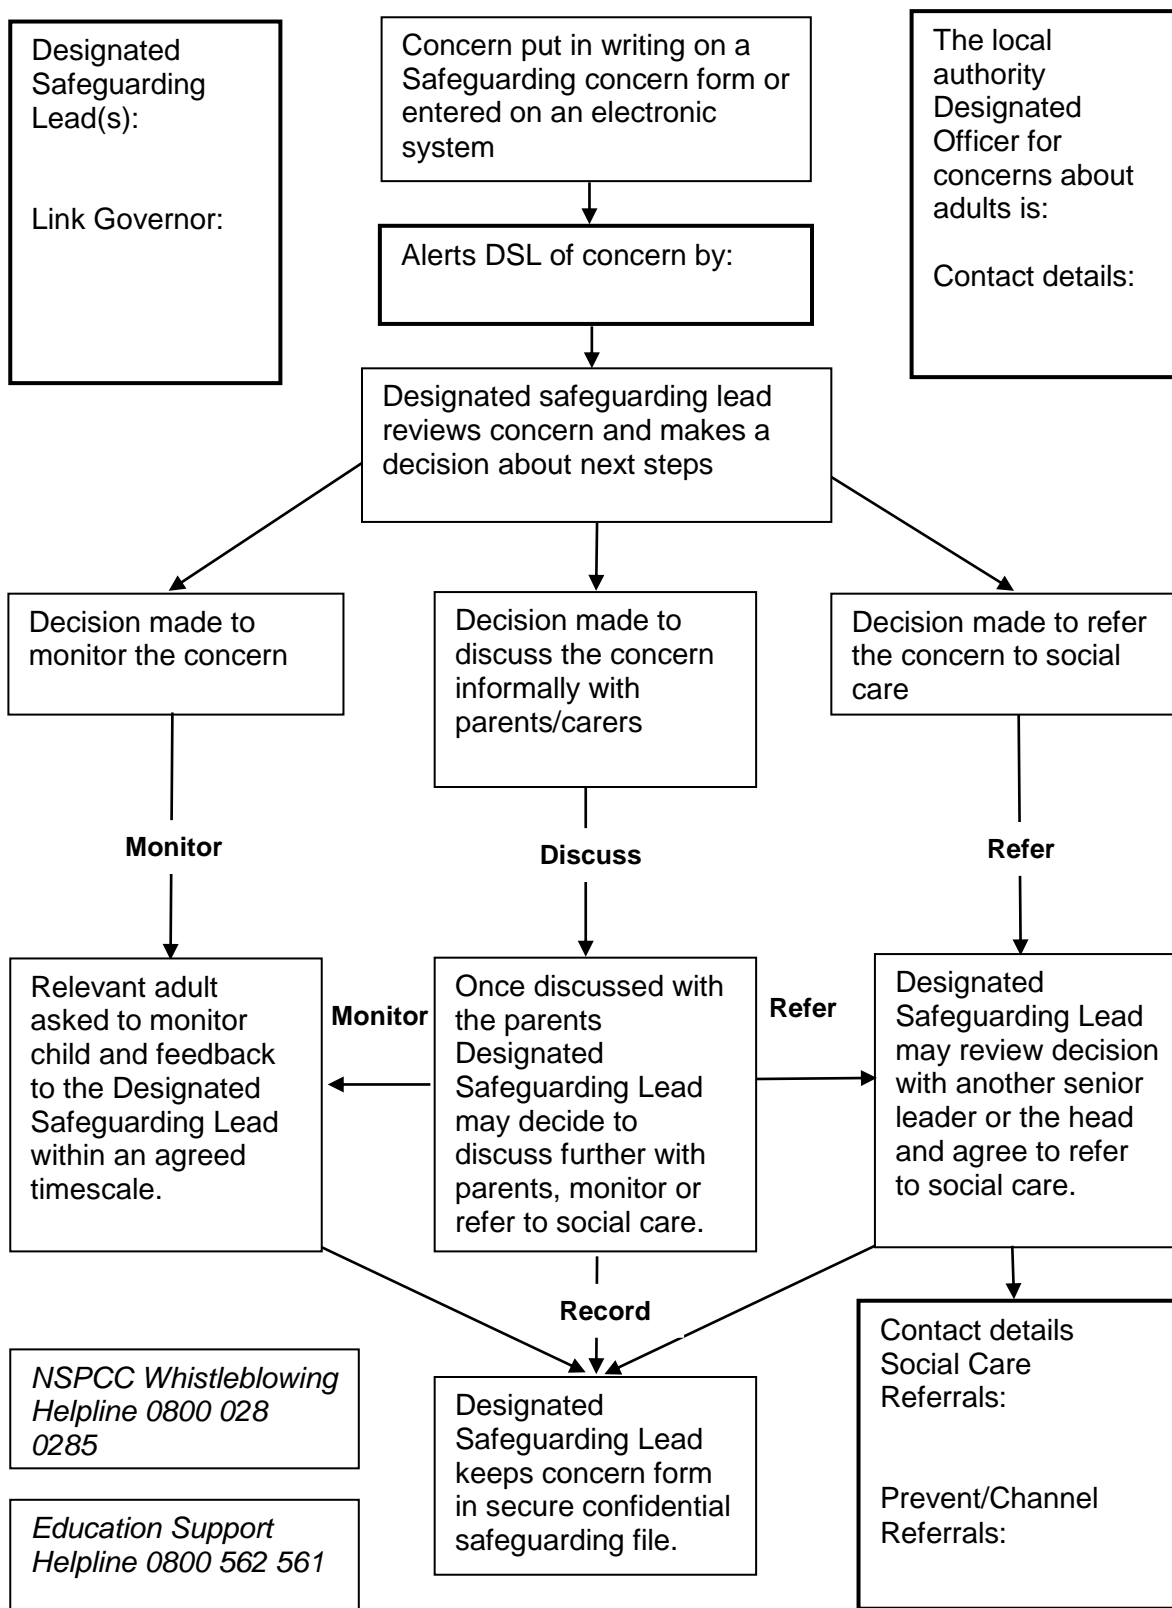 Designated
Safeguarding
Lead(s):
Link Governor:
Concern put in writing on a
Safeguarding concern form or
entered on an electronic
system
The local
authority
Designated
Officer for
concerns about
adults is:
Contact details:
Alerts DSL of concern by:
Designated safeguarding lead
reviews concern and makes a
decision about next steps
Decision made to
monitor the concern
Decision made to
discuss the concern
informally with
parents/carers
Decision made to refer
the concern to social
care
Monitor
Discuss
Refer
Relevant adult
asked to monitor
child and feedback
to the Designated
Safeguarding Lead
within an agreed
timescale.
Monitor
Once discussed with
the parents
Designated
Safeguarding Lead
may decide to
discuss further with
parents, monitor or
refer to social care.
Refer
Designated
Safeguarding Lead
may review decision
with another senior
leader or the head
and agree to refer
to social care.
Record
NSPCC Whistleblowing
Helpline 0800 028
0285
Education Support
Helpline 0800 562 561
Designated
Safeguarding Lead
keeps concern form
in secure confidential
safeguarding file.
Contact details
Social Care
Referrals:
Prevent/Channel
Referrals: